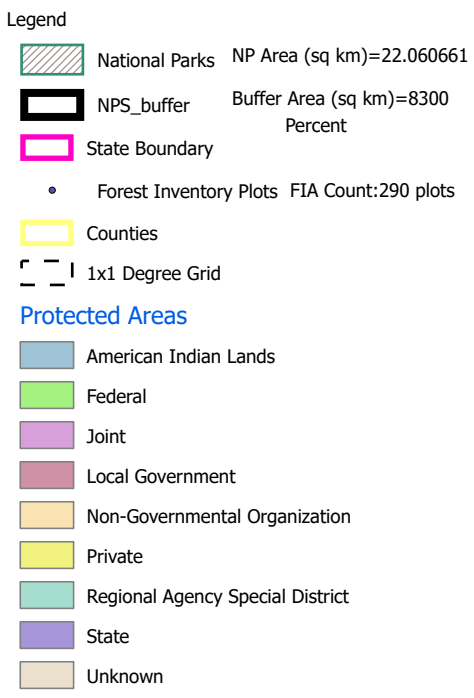 Legend
National Parks NP Area (sq km)=22.060661
NPS_buffer Buffer Area (sq km)=8300
Percent
State Boundary
Forest Inventory Plots FIA Count:290 plots
Counties
1x1 Degree Grid
Protected Areas
American Indian Lands
Federal
Joint
Local Government
Non-Governmental Organization
Private
Regional Agency Special District
State
Unknown